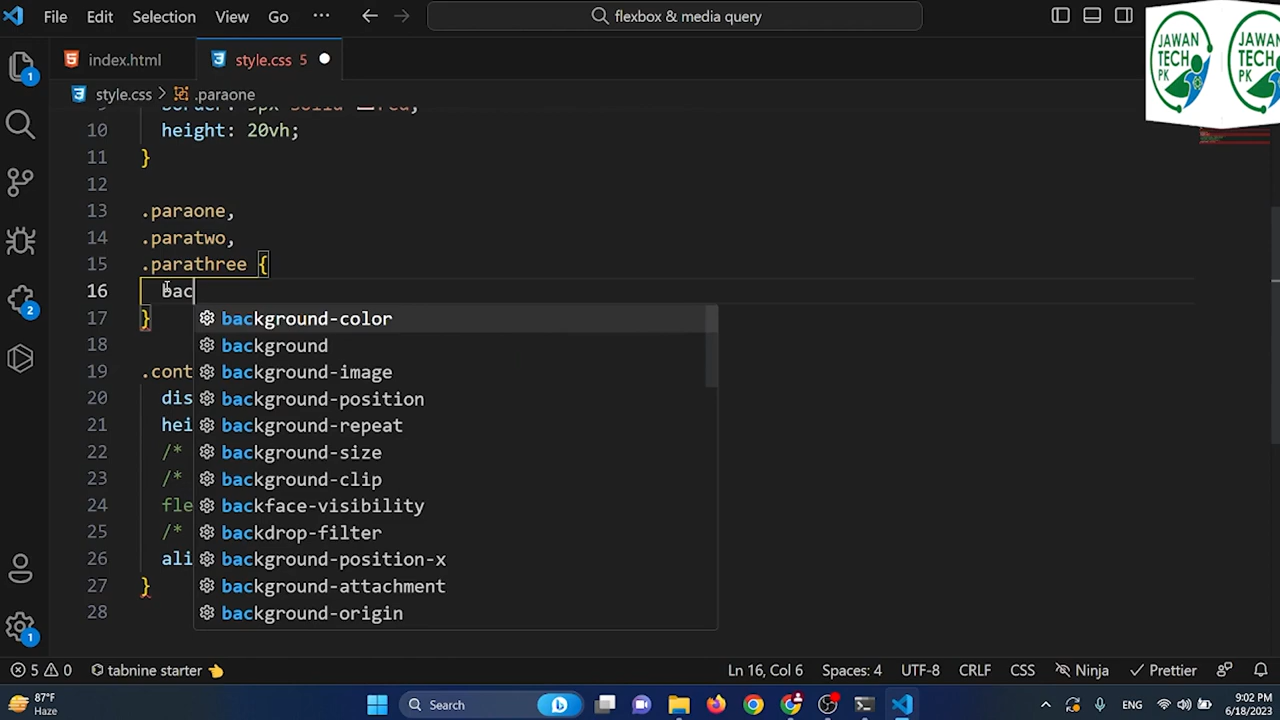 File Edit Selection View Go ··· flexbox & media query
JAWAN TECH PK
JAWAN TECH PK
index.html style.css 5
style.css > .paraone
10 height: 20vh;
11 }
12
13 .paraone,
14 .paratwo,
15 .parathree {
16 bac
17 }
18
19 .cont
20 dis
21 hei
22 /*
23 /*
24 fle
25 /*
26 ali
27 }
28
background-color
background
background-image
background-position
background-repeat
background-size
background-clip
backface-visibility
backdrop-filter
background-position-x
background-attachment
background-origin
1
2
1
5 0 tabnine starter Ln 16, Col 6 Spaces: 4 UTF-8 CRLF CSS Ninja Prettier
87°F
Haze
Search
ENG
9:02 PM
6/18/2023